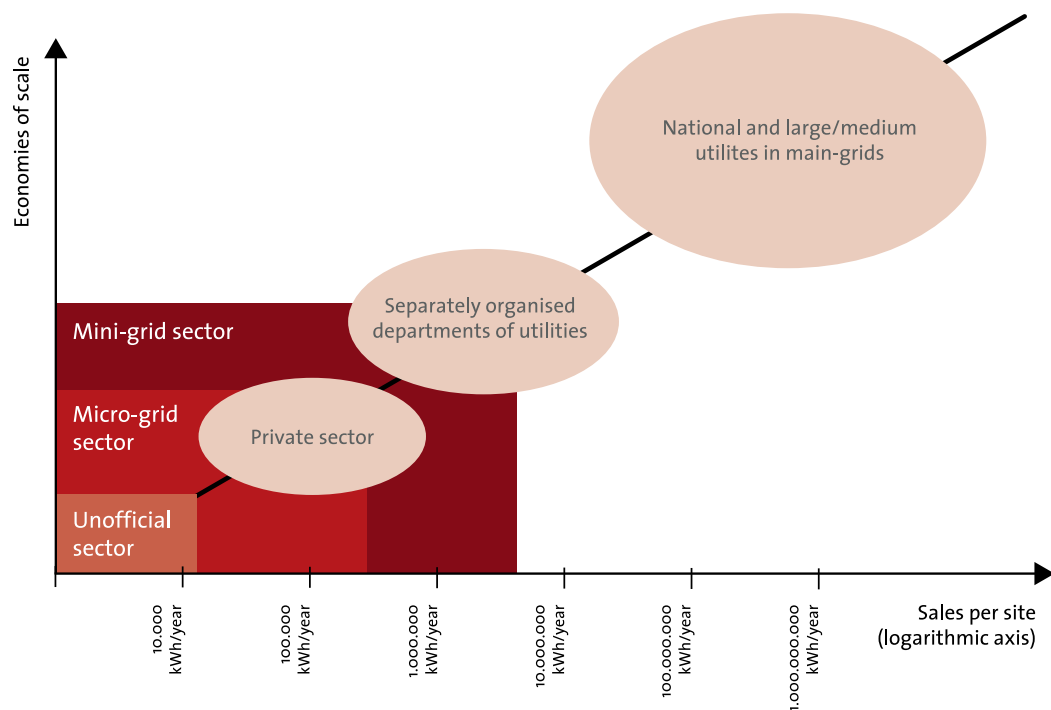 Economies of scale
National and large/medium
utilites in main-grids
Separately organised
departments of utilities
Mini-grid sector
Micro-grid
sector
Private sector
Unofficial
sector
10.000
kWh/year
100.000
kWh/year
1.000.000
kWh/year
10.000.000
kWh/year
100.000.000
kWh/year
1.000.000.000
kWh/year
Sales per site
(logarithmic axis)